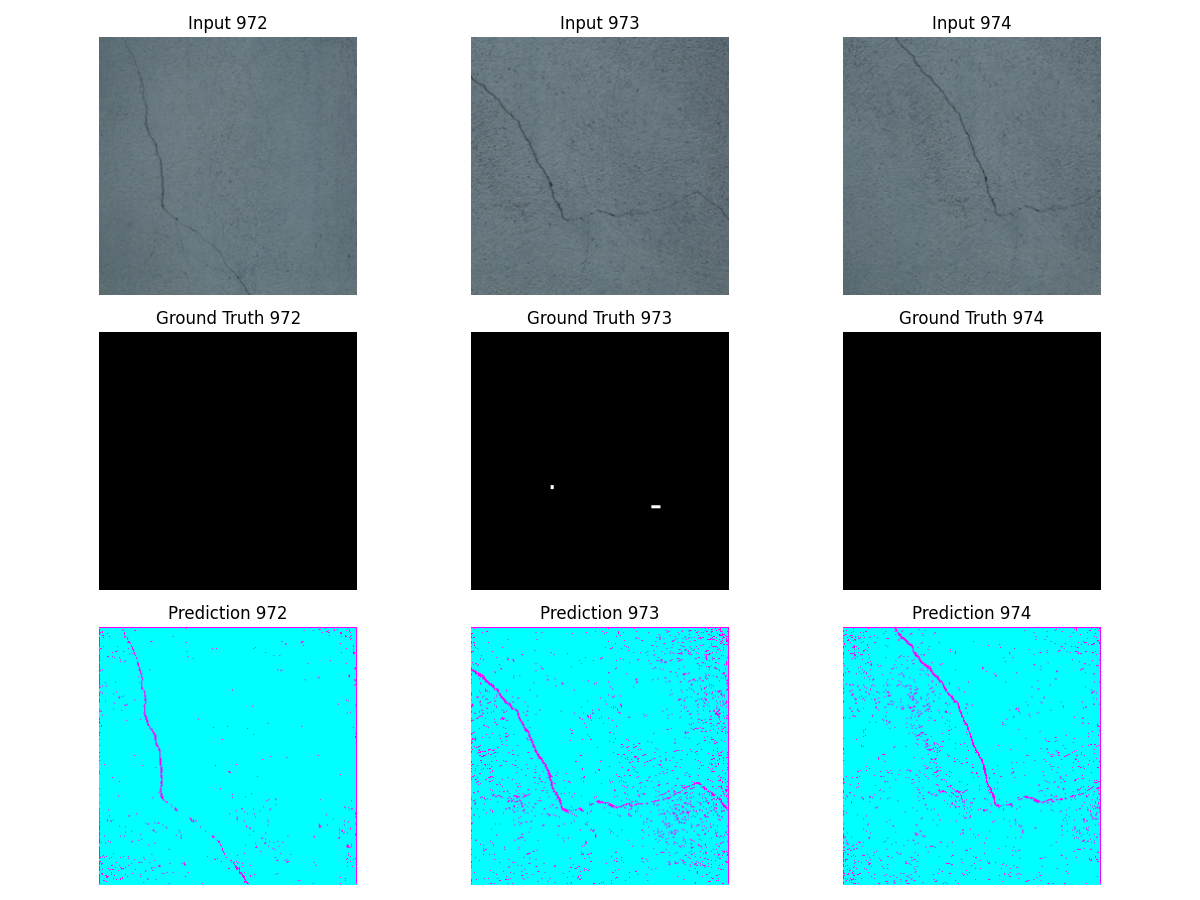 Input 972
Input 973
Input 974
Ground Truth 972
Ground Truth 973
Ground Truth 974
Prediction 972
Prediction 973
Prediction 974